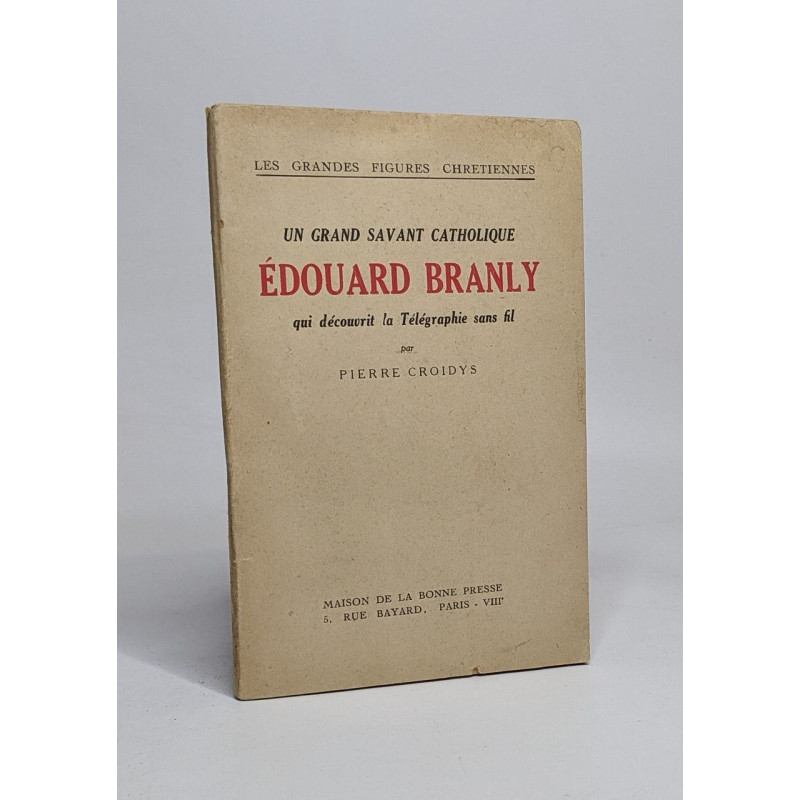 LES GRANDES FIGURES CHRETIENNES
UN GRAND SAVANT CATHOLIQUE
ÉDOUARD BRANLY
qui découvrit la Télégraphie sans fil
par
PIERRE CROIDYS
MAISON DE LA BONNE PRESSE
5, RUE BAYARD, PARIS - VIIIᵉ